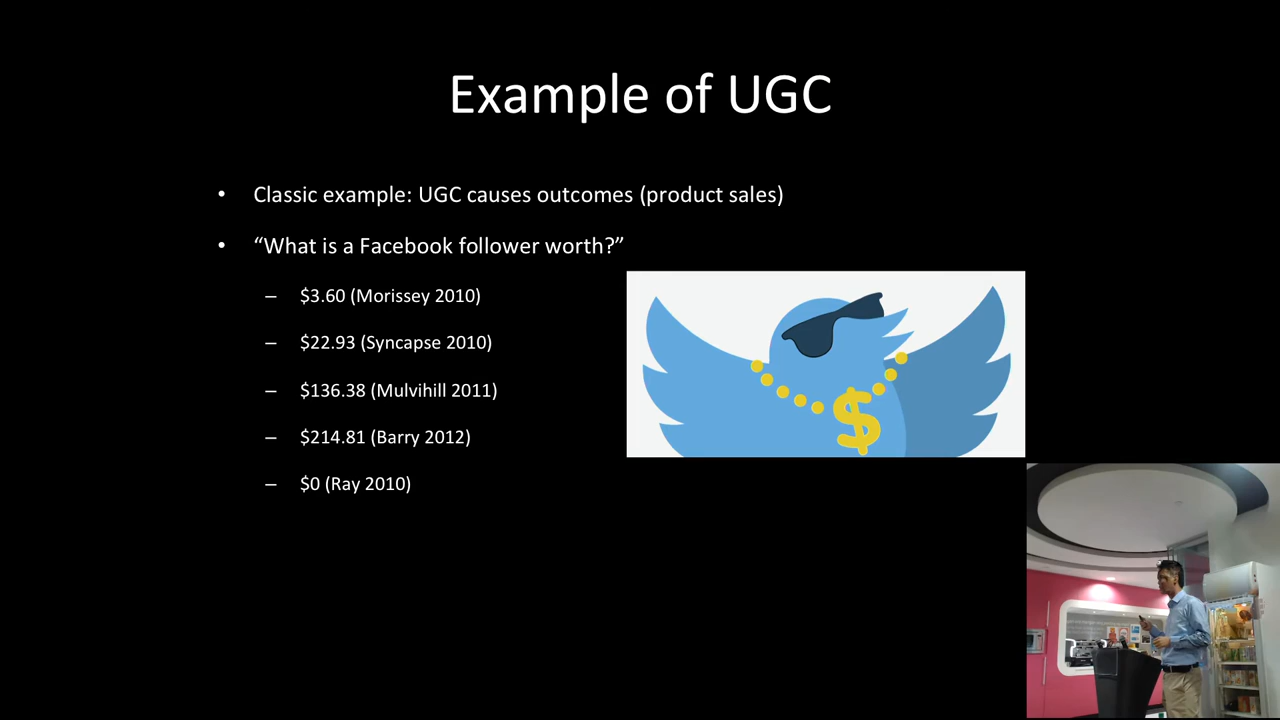 Example of UGC
• Classic example: UGC causes outcomes (product sales)
• “What is a Facebook follower worth?”
– $3.60 (Morissey 2010)
– $22.93 (Syncapse 2010)
– $136.38 (Mulvihill 2011)
– $214.81 (Barry 2012)
– $0 (Ray 2010)
$